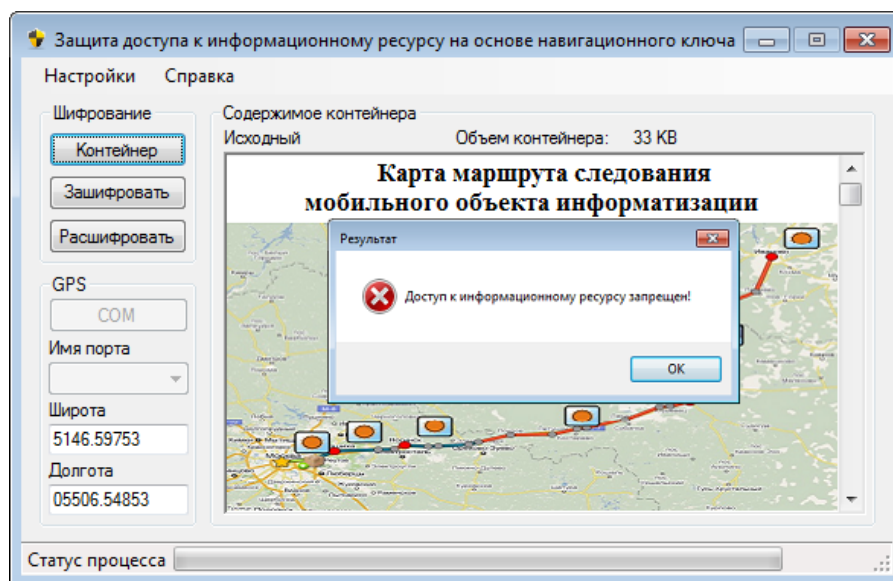 Защита доступа к информационному ресурсу на основе навигационного ключа
Настройки Справка
Шифрование
Контейнер
Зашифровать
Расшифровать
GPS
COM
Имя порта
Широта
5146.59753
Долгота
05506.54853
Содержимое контейнера
Исходный Объем контейнера: 33 KB
Карта маршрута следования
мобильного объекта информатизации
Результат
Доступ к информационному ресурсу запрещен!
OK
Статус процесса